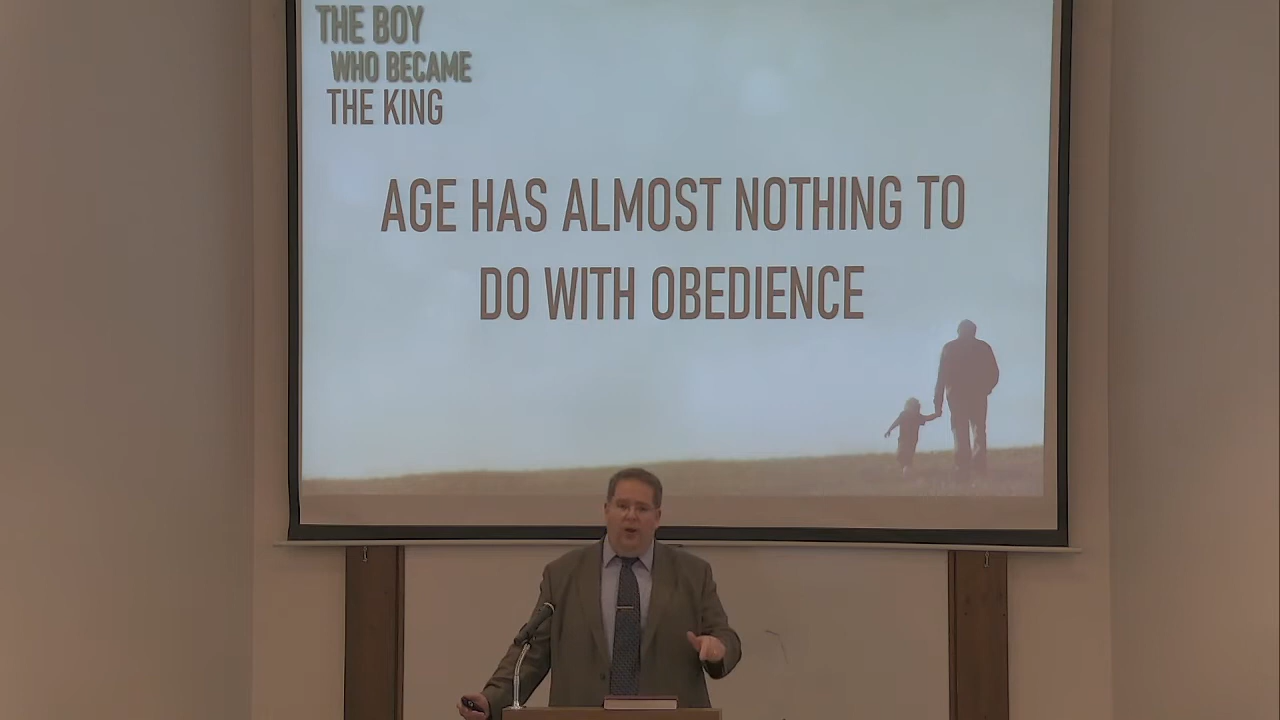 THE BOY
WHO BECAME
THE KING
AGE HAS ALMOST NOTHING TO
DO WITH OBEDIENCE